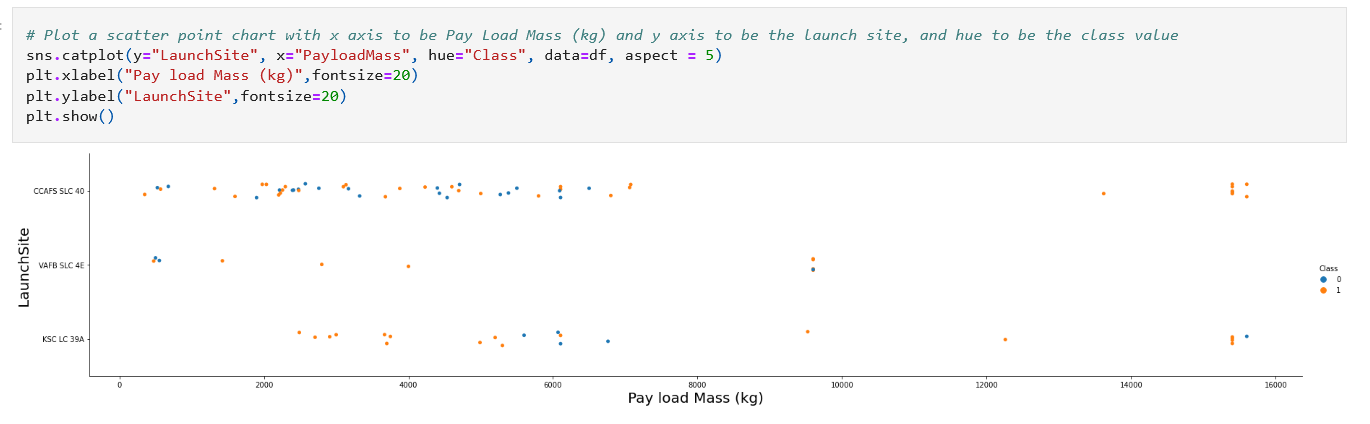 # Plot a scatter point chart with x axis to be Pay Load Mass (kg) and y axis to be the launch site, and hue to be the class value
sns.catplot(y="LaunchSite", x="PayloadMass", hue="Class", data=df, aspect = 5)
plt.xlabel("Pay load Mass (kg)",fontsize=20)
plt.ylabel("LaunchSite",fontsize=20)
plt.show()
CCAFS SLC 40
VAFB SLC 4E
KSC LC 39A
LaunchSite
0 2000 4000 6000 8000 10000 12000 14000 16000
Pay load Mass (kg)
Class
0
1